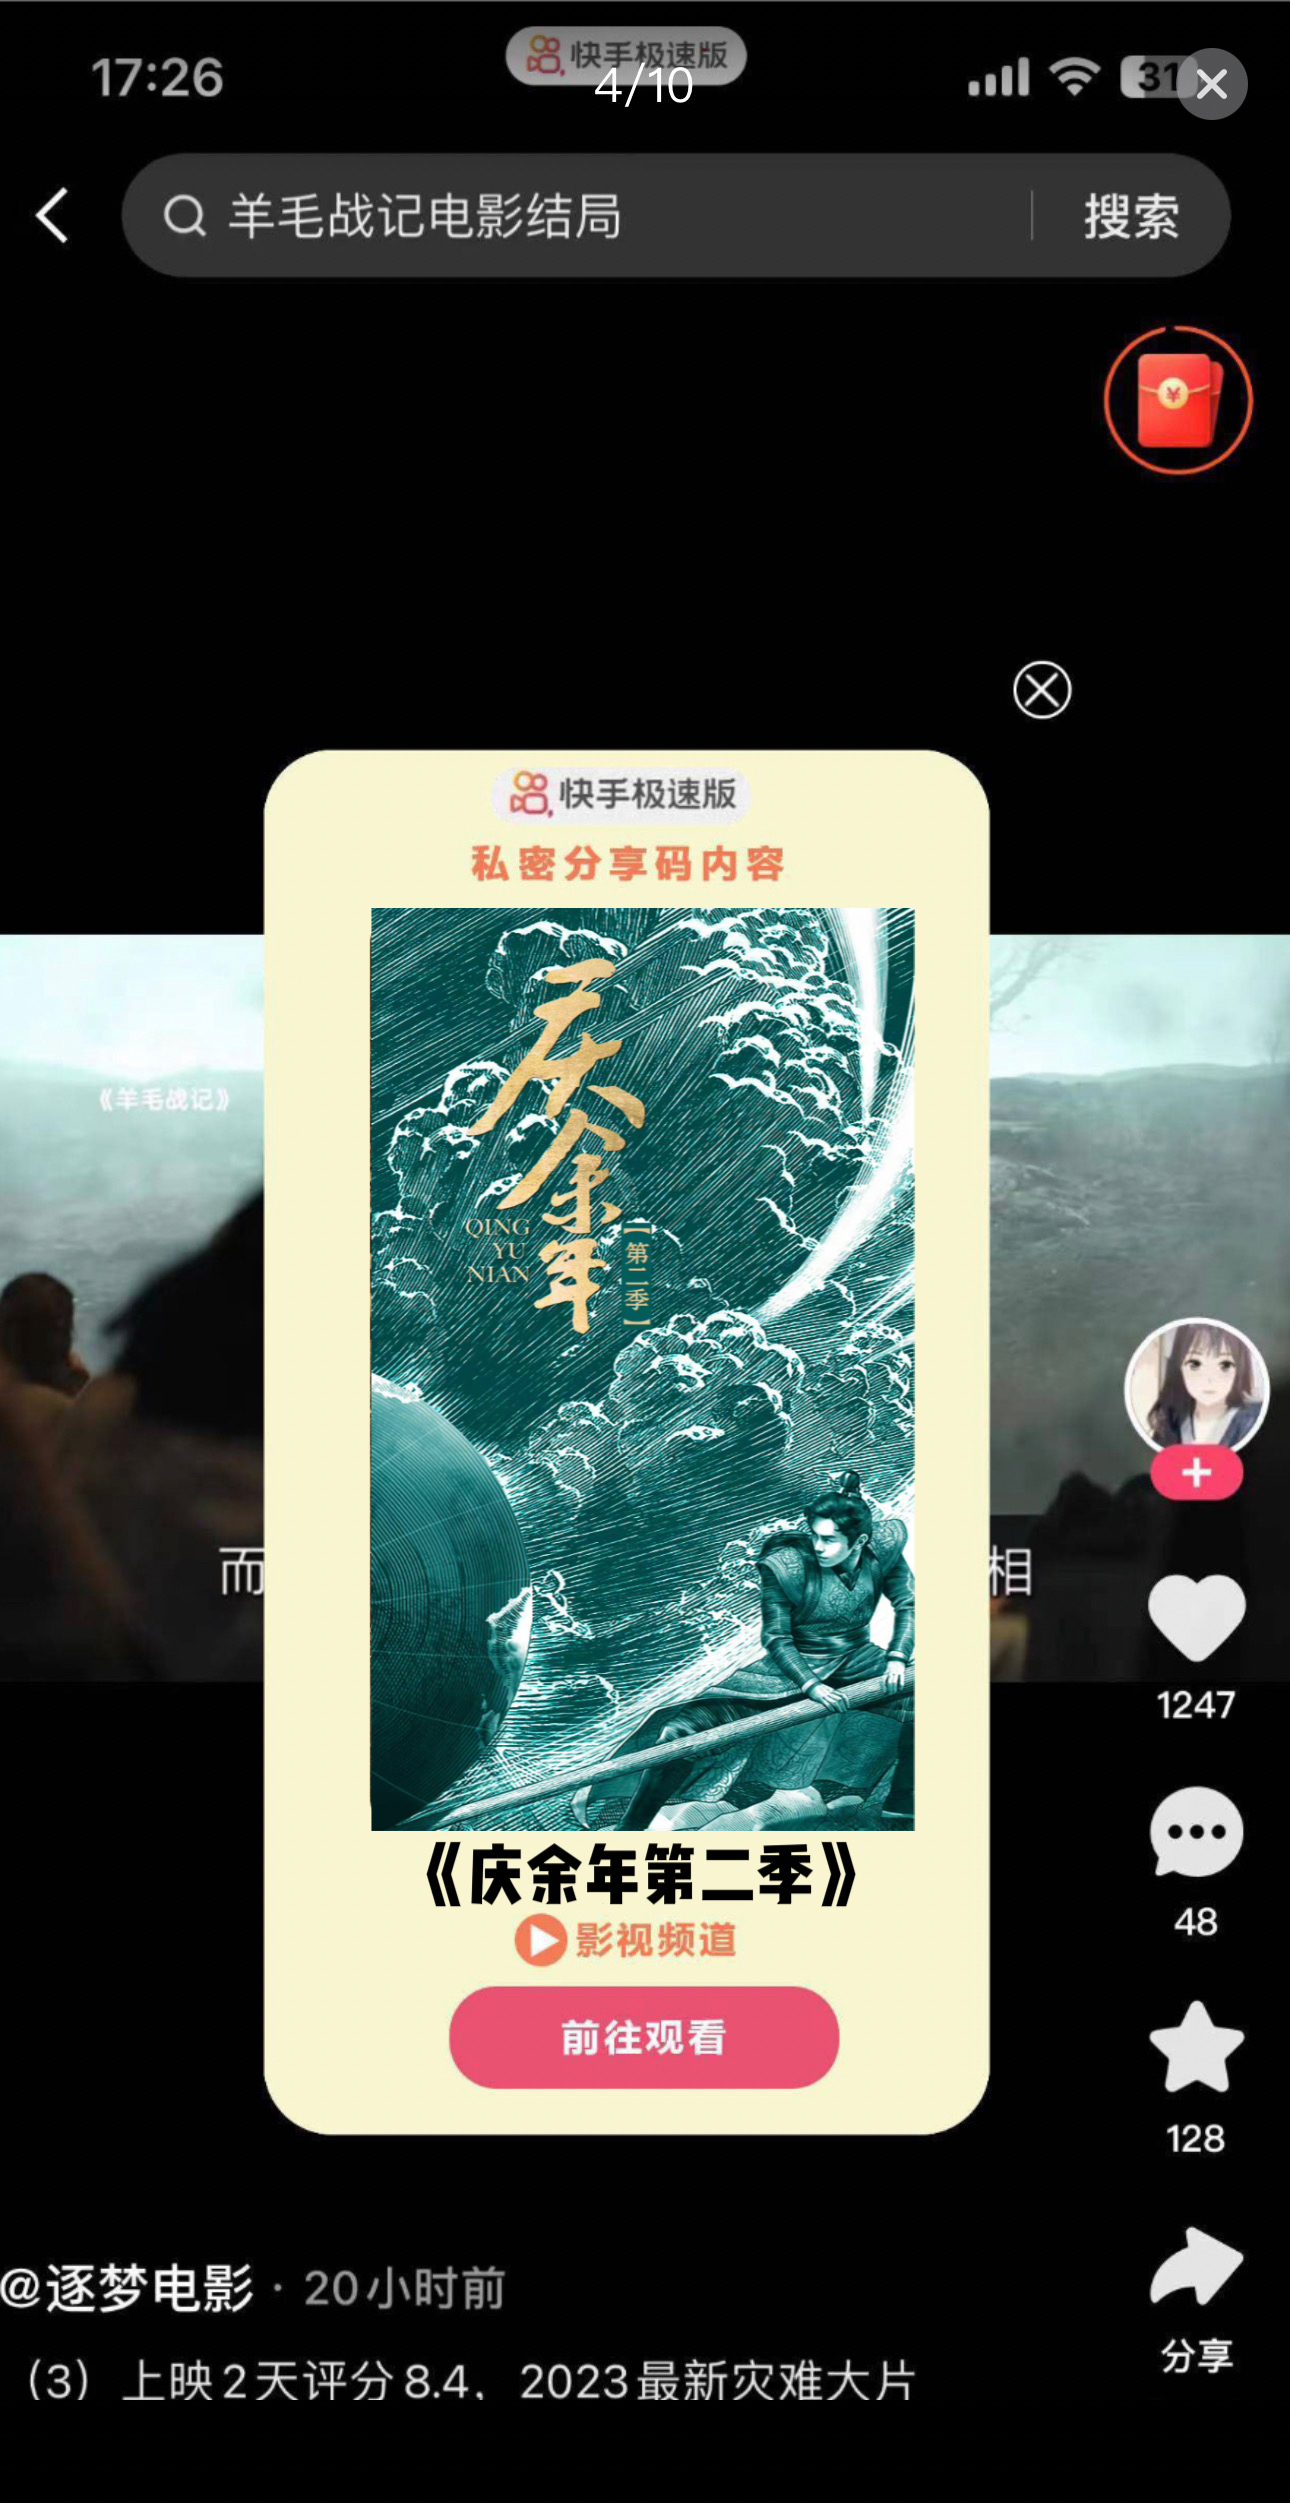 17:26
快手极速版
4/10
31
羊毛战记电影结局
搜索
快手极速版
私密分享码内容
庆余年
QING
YU
NIAN
【第二季】
《羊毛战记》
而
相
《庆余年第二季》
影视频道
前往观看
1247
48
128
分享
@逐梦电影 · 20小时前
（3）上映2天评分8.4，2023最新灾难大片